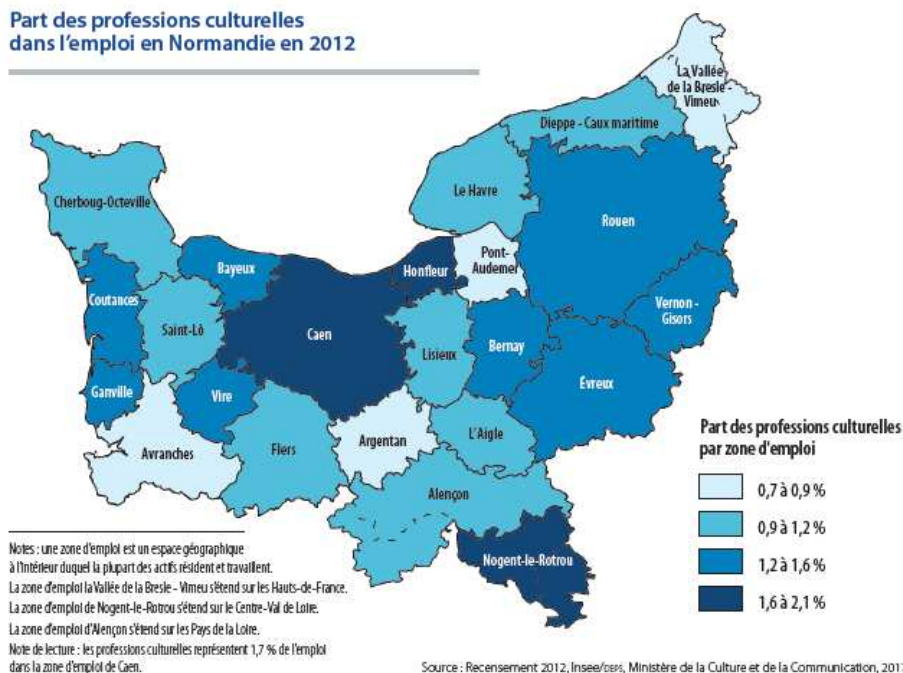 Part des professions culturelles
dans l'emploi en Normandie en 2012
La Vallée
de la Bresle -
Vimeu
Dieppe - Caux maritime
Le Havre
Cherboug-Octeville
Rouen
Bayeux
Honfleur
Pont-
Audemer
Coutances
Saint-Lô
Caen
Lisieux
Bernay
Vernon -
Gisors
Évreux
Ganville
Vire
Avranches
Flers
Argentan
L'Aigle
Alençon
Nogent-le-Rotrou
Part des professions culturelles
par zone d'emploi
0,7 à 0,9 %
0,9 à 1,2 %
1,2 à 1,6 %
1,6 à 2,1 %
Notes : une zone d'emploi est un espace géographique
à l'intérieur duquel la plupart des actifs résident et travaillent.
La zone d'emploi la Vallée de la Bresle - Vimeu s'étend sur les Hauts-de-France.
La zone d'emploi de Nogent-le-Rotrou s'étend sur le Centre-Val de Loire.
La zone d'emploi d'Alençon s'étend sur les Pays de la Loire.
Note de lecture : les professions culturelles représentent 1,7 % de l'emploi
dans la zone d'emploi de Caen.
Source : Recensement 2012, Insee/DEPS, Ministère de la Culture et de la Communication, 2017